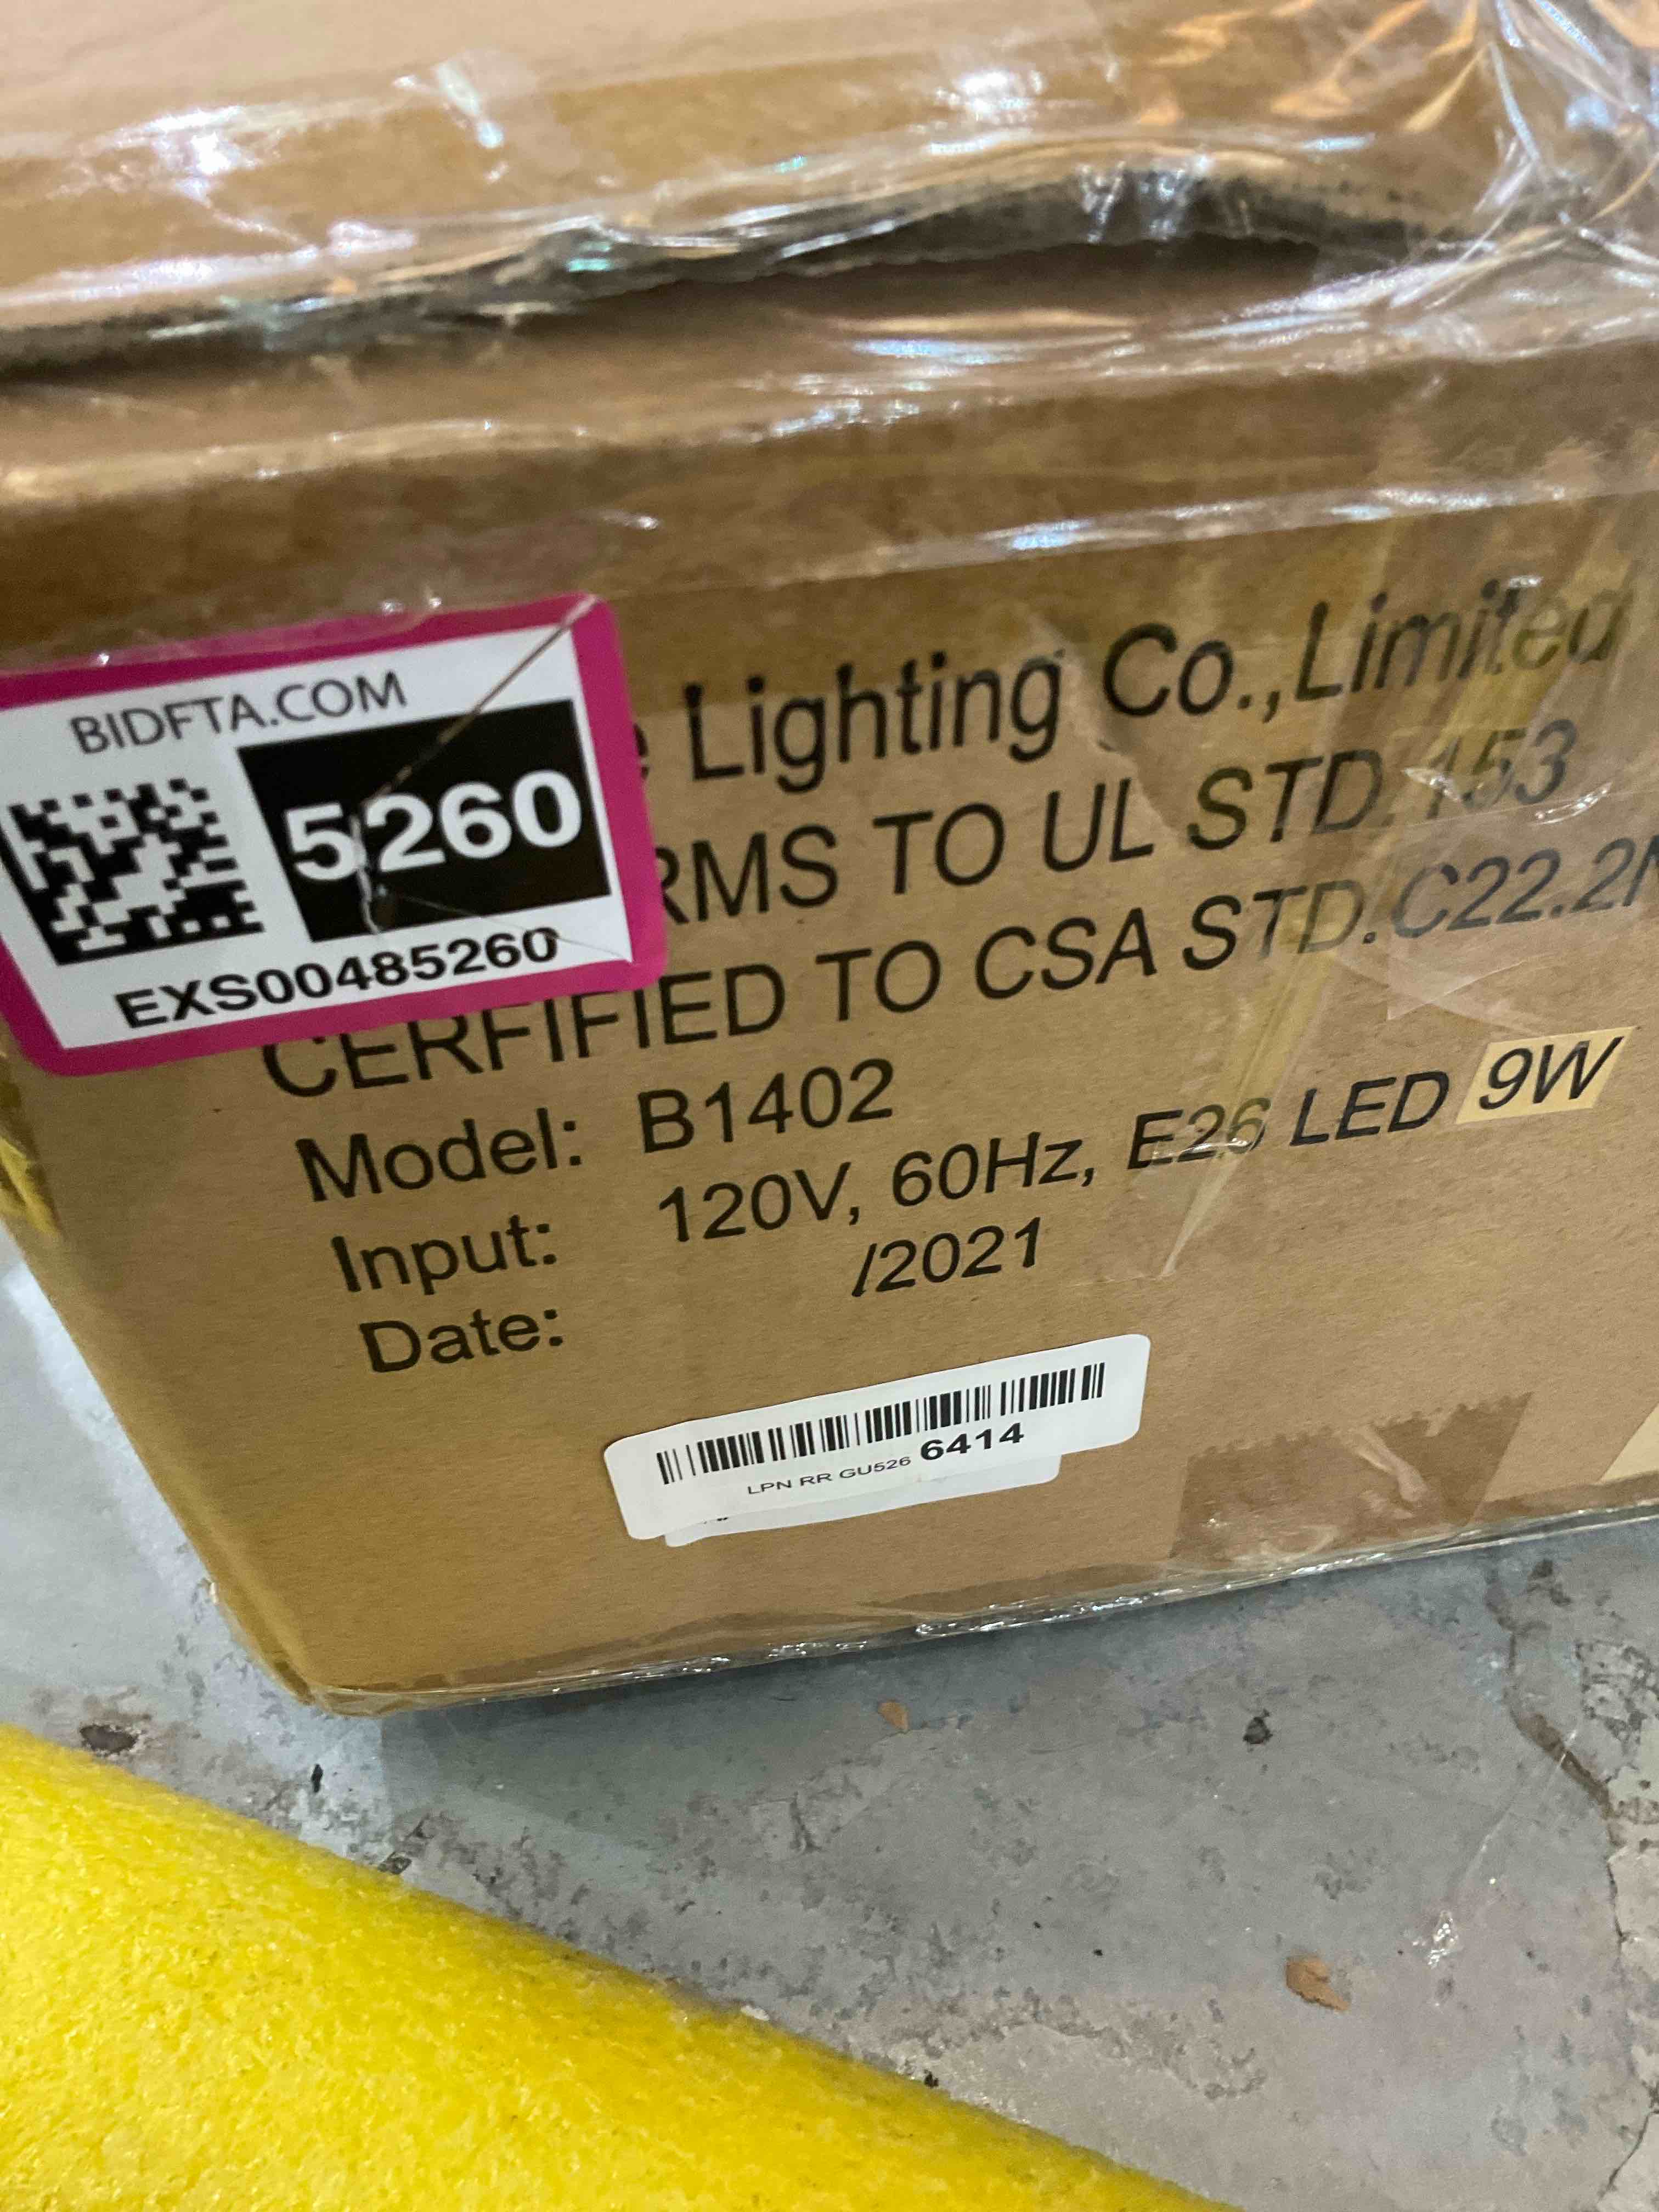 BIDFTA.COM
5260
EXS00485260
Lighting Co.,Limited
TO UL STD.153
CERFIFIED TO CSA STD.C22.2
Model: B1402
Input: 120V, 60Hz, E26 LED 9W
Date: /2021
LPN RR GU526 6414